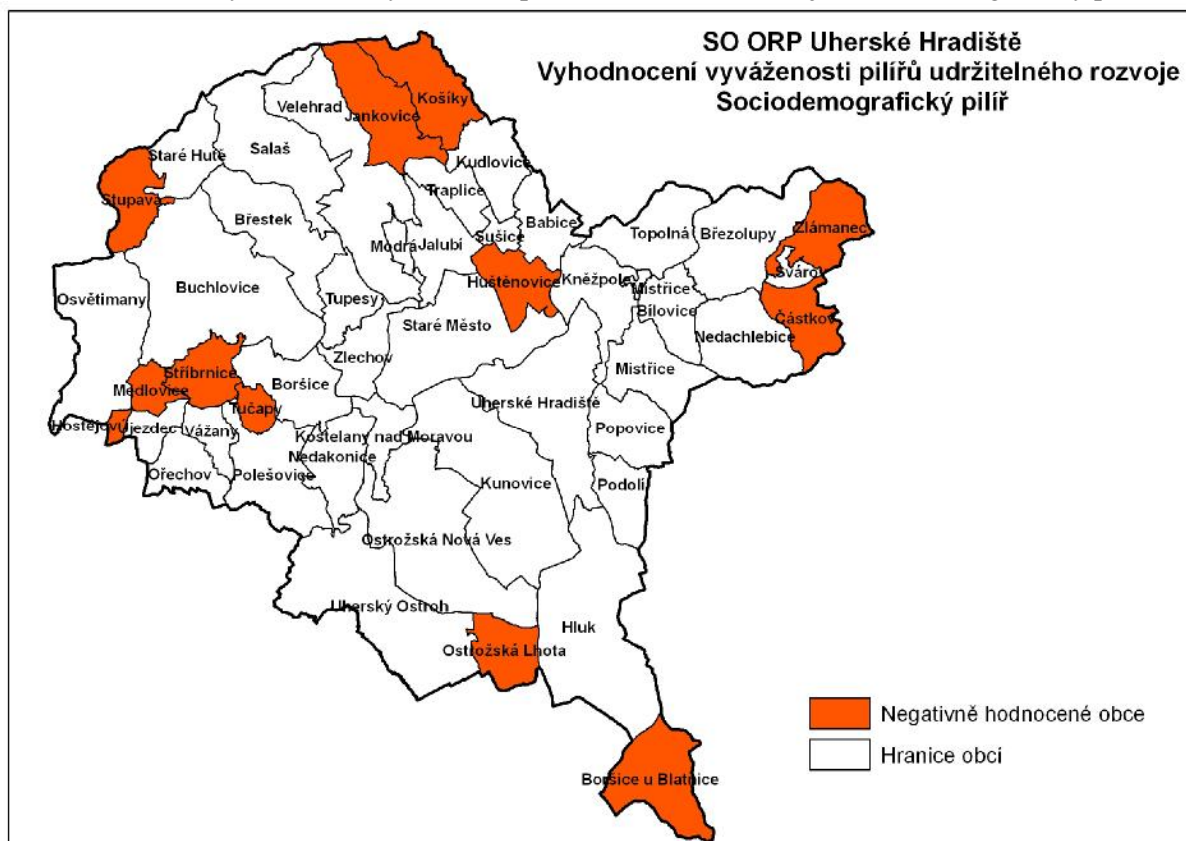 SO ORP Uherské Hradiště
Vyhodnocení vyváženosti pilířů udržitelného rozvoje
Sociodemografický pilíř
Velehrad
Košíky
Jankovice
Staré Hutě
Salaš
Kudlovice
Stupava
Traplice
Břestek
Babice
Topolná
Březolupy
Zlámanec
Modrá
Jalubí
Sušice
Svárov
Osvětimany
Buchlovice
Tupesy
Huštěnovice
Kněžpole
Mistřice
Bílovice
Částkov
Staré Město
Nedachlebice
Zlechov
Stříbrnice
Boršice
Mistřice
Medlovice
Tučapy
Uherské Hradiště
Hostějov
Újezdec
Vážany
Kostelany nad Moravou
Popovice
Nedakonice
Ořechov
Polešovice
Kunovice
Podolí
Ostrožská Nová Ves
Uherský Ostroh
Hluk
Ostrožská Lhota
Negativně hodnocené obce
Hranice obcí
Boršice u Blatnice